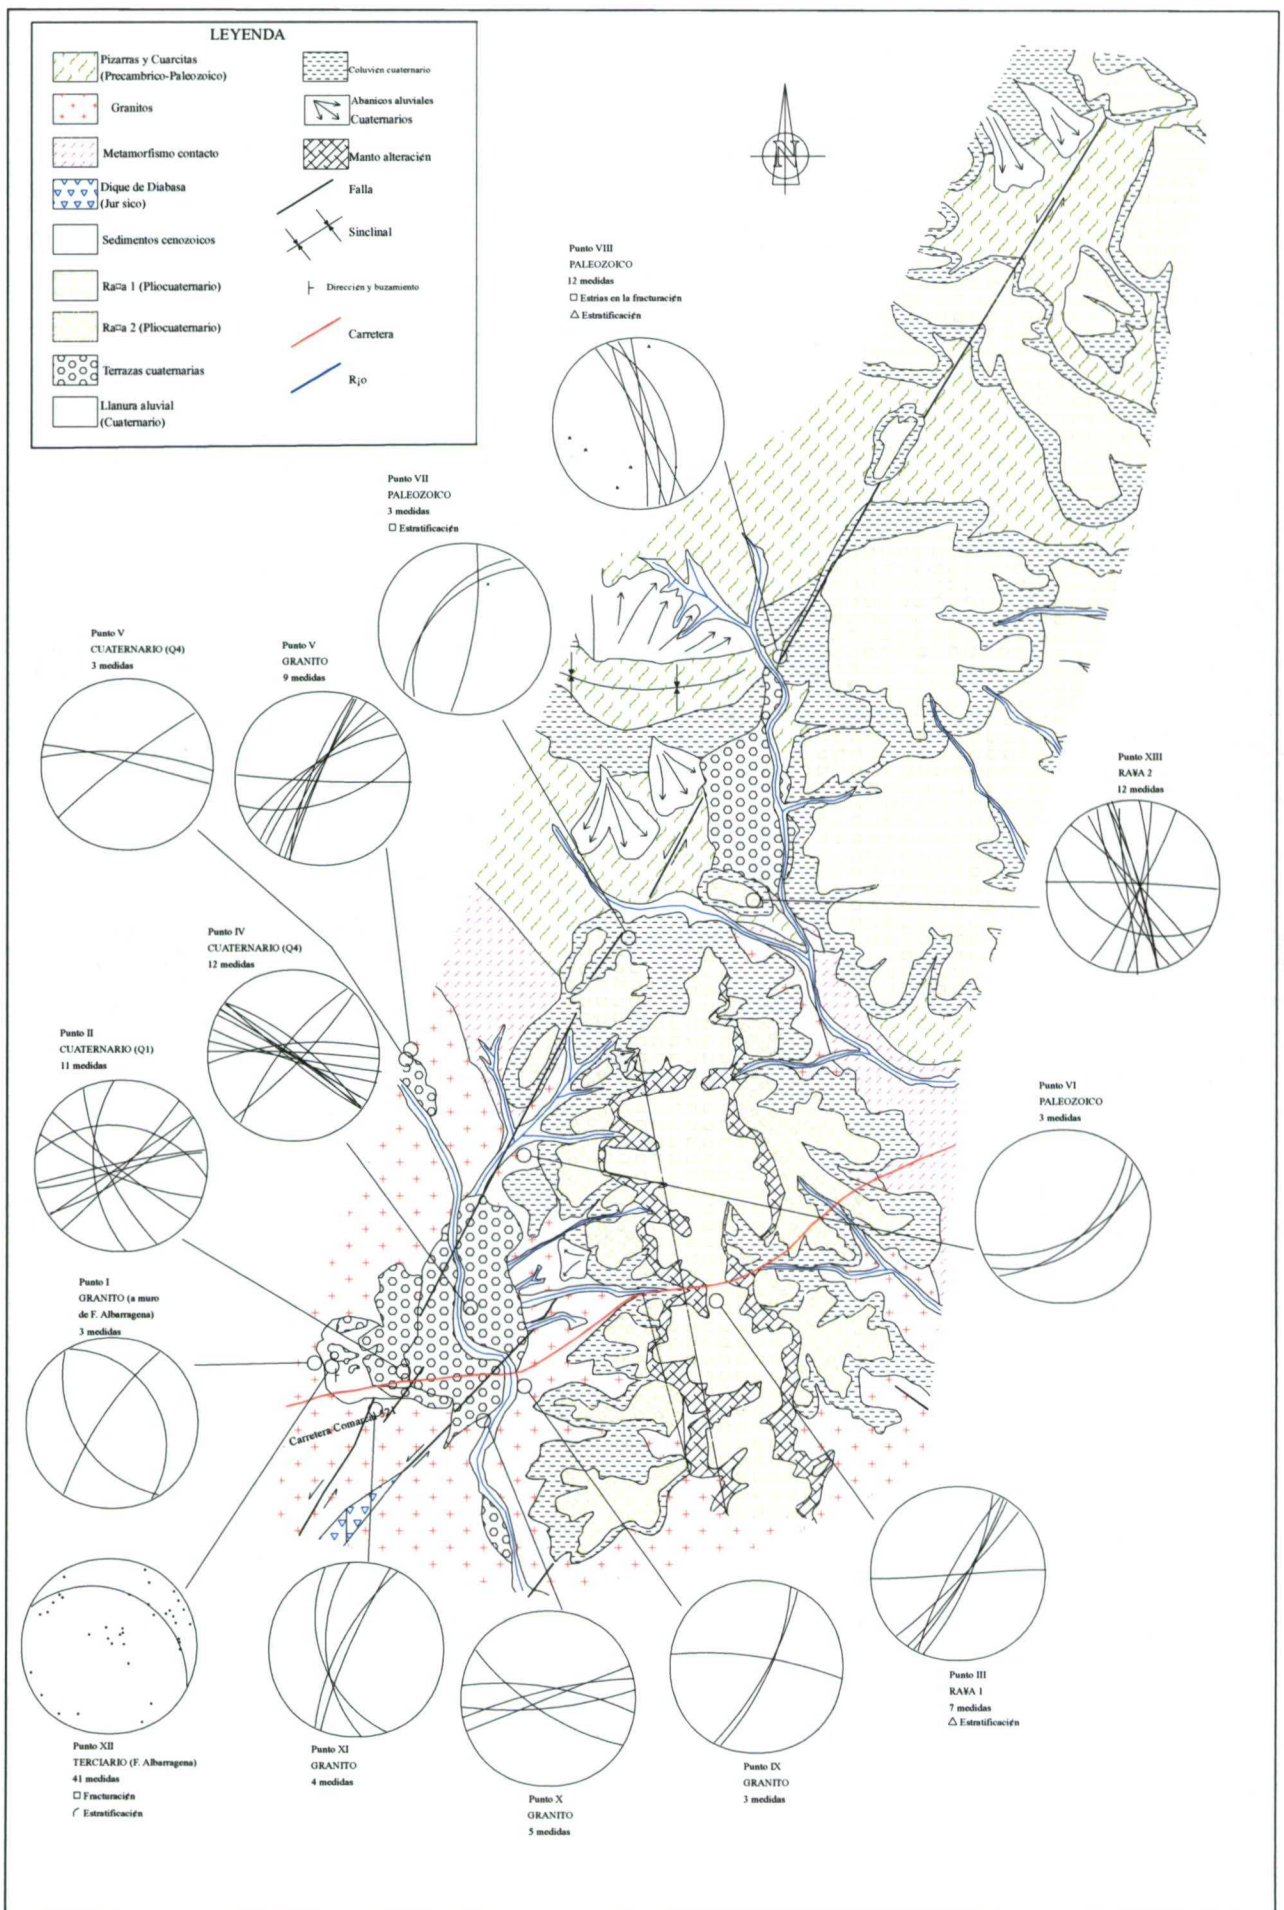 LEYENDA
Pizarras y Cuarcitas
(Precambrico-Paleozoico)
Granitos
Metamorfismo contacto
Dique de Diabasa
(Jur sico)
Sedimentos cenozoicos
Ra¤a 1 (Pliocuaternario)
Ra¤a 2 (Pliocuaternario)
Terrazas cuaternarias
Llanura aluvial
(Cuaternario)
Coluvi¢n cuaternario
Abanicos aluviales
Cuaternarios
Manto alteraci¢n
Falla
Sinclinal
Direcci¢n y buzamiento
Carretera
R¡o
N
Punto VIII
PALEOZOICO
12 medidas
Estrias en la fracturaci¢n
Estratificaci¢n
Punto VII
PALEOZOICO
3 medidas
Estratificaci¢n
Punto V
CUATERNARIO (Q4)
3 medidas
Punto V
GRANITO
9 medidas
Punto XIII
RA¥A 2
12 medidas
Punto IV
CUATERNARIO (Q4)
12 medidas
Punto II
CUATERNARIO (Q1)
11 medidas
Punto VI
PALEOZOICO
3 medidas
Punto I
GRANITO (a muro
de F. Albarragena)
3 medidas
Carretera Comarcal 521
Punto III
RA¥A 1
7 medidas
Estratificaci¢n
Punto XII
TERCIARIO (F. Albarragena)
41 medidas
Fracturaci¢n
Estratificaci¢n
Punto XI
GRANITO
4 medidas
Punto X
GRANITO
5 medidas
Punto IX
GRANITO
3 medidas